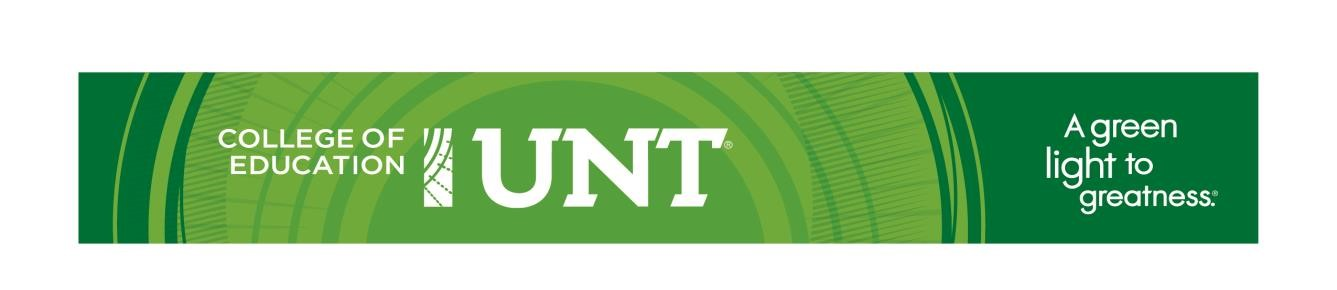 COLLEGE OF
EDUCATION
UNT®
A green
light to
greatness.®